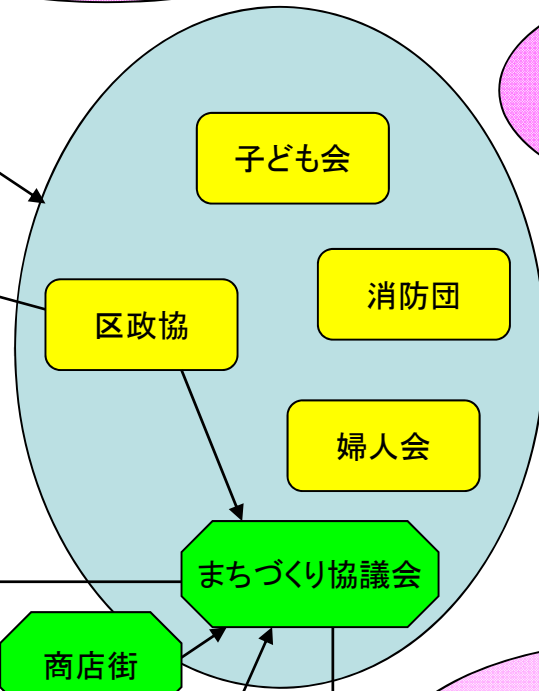 子ども会
消防団
区政協
婦人会
まちづくり協議会
商店街